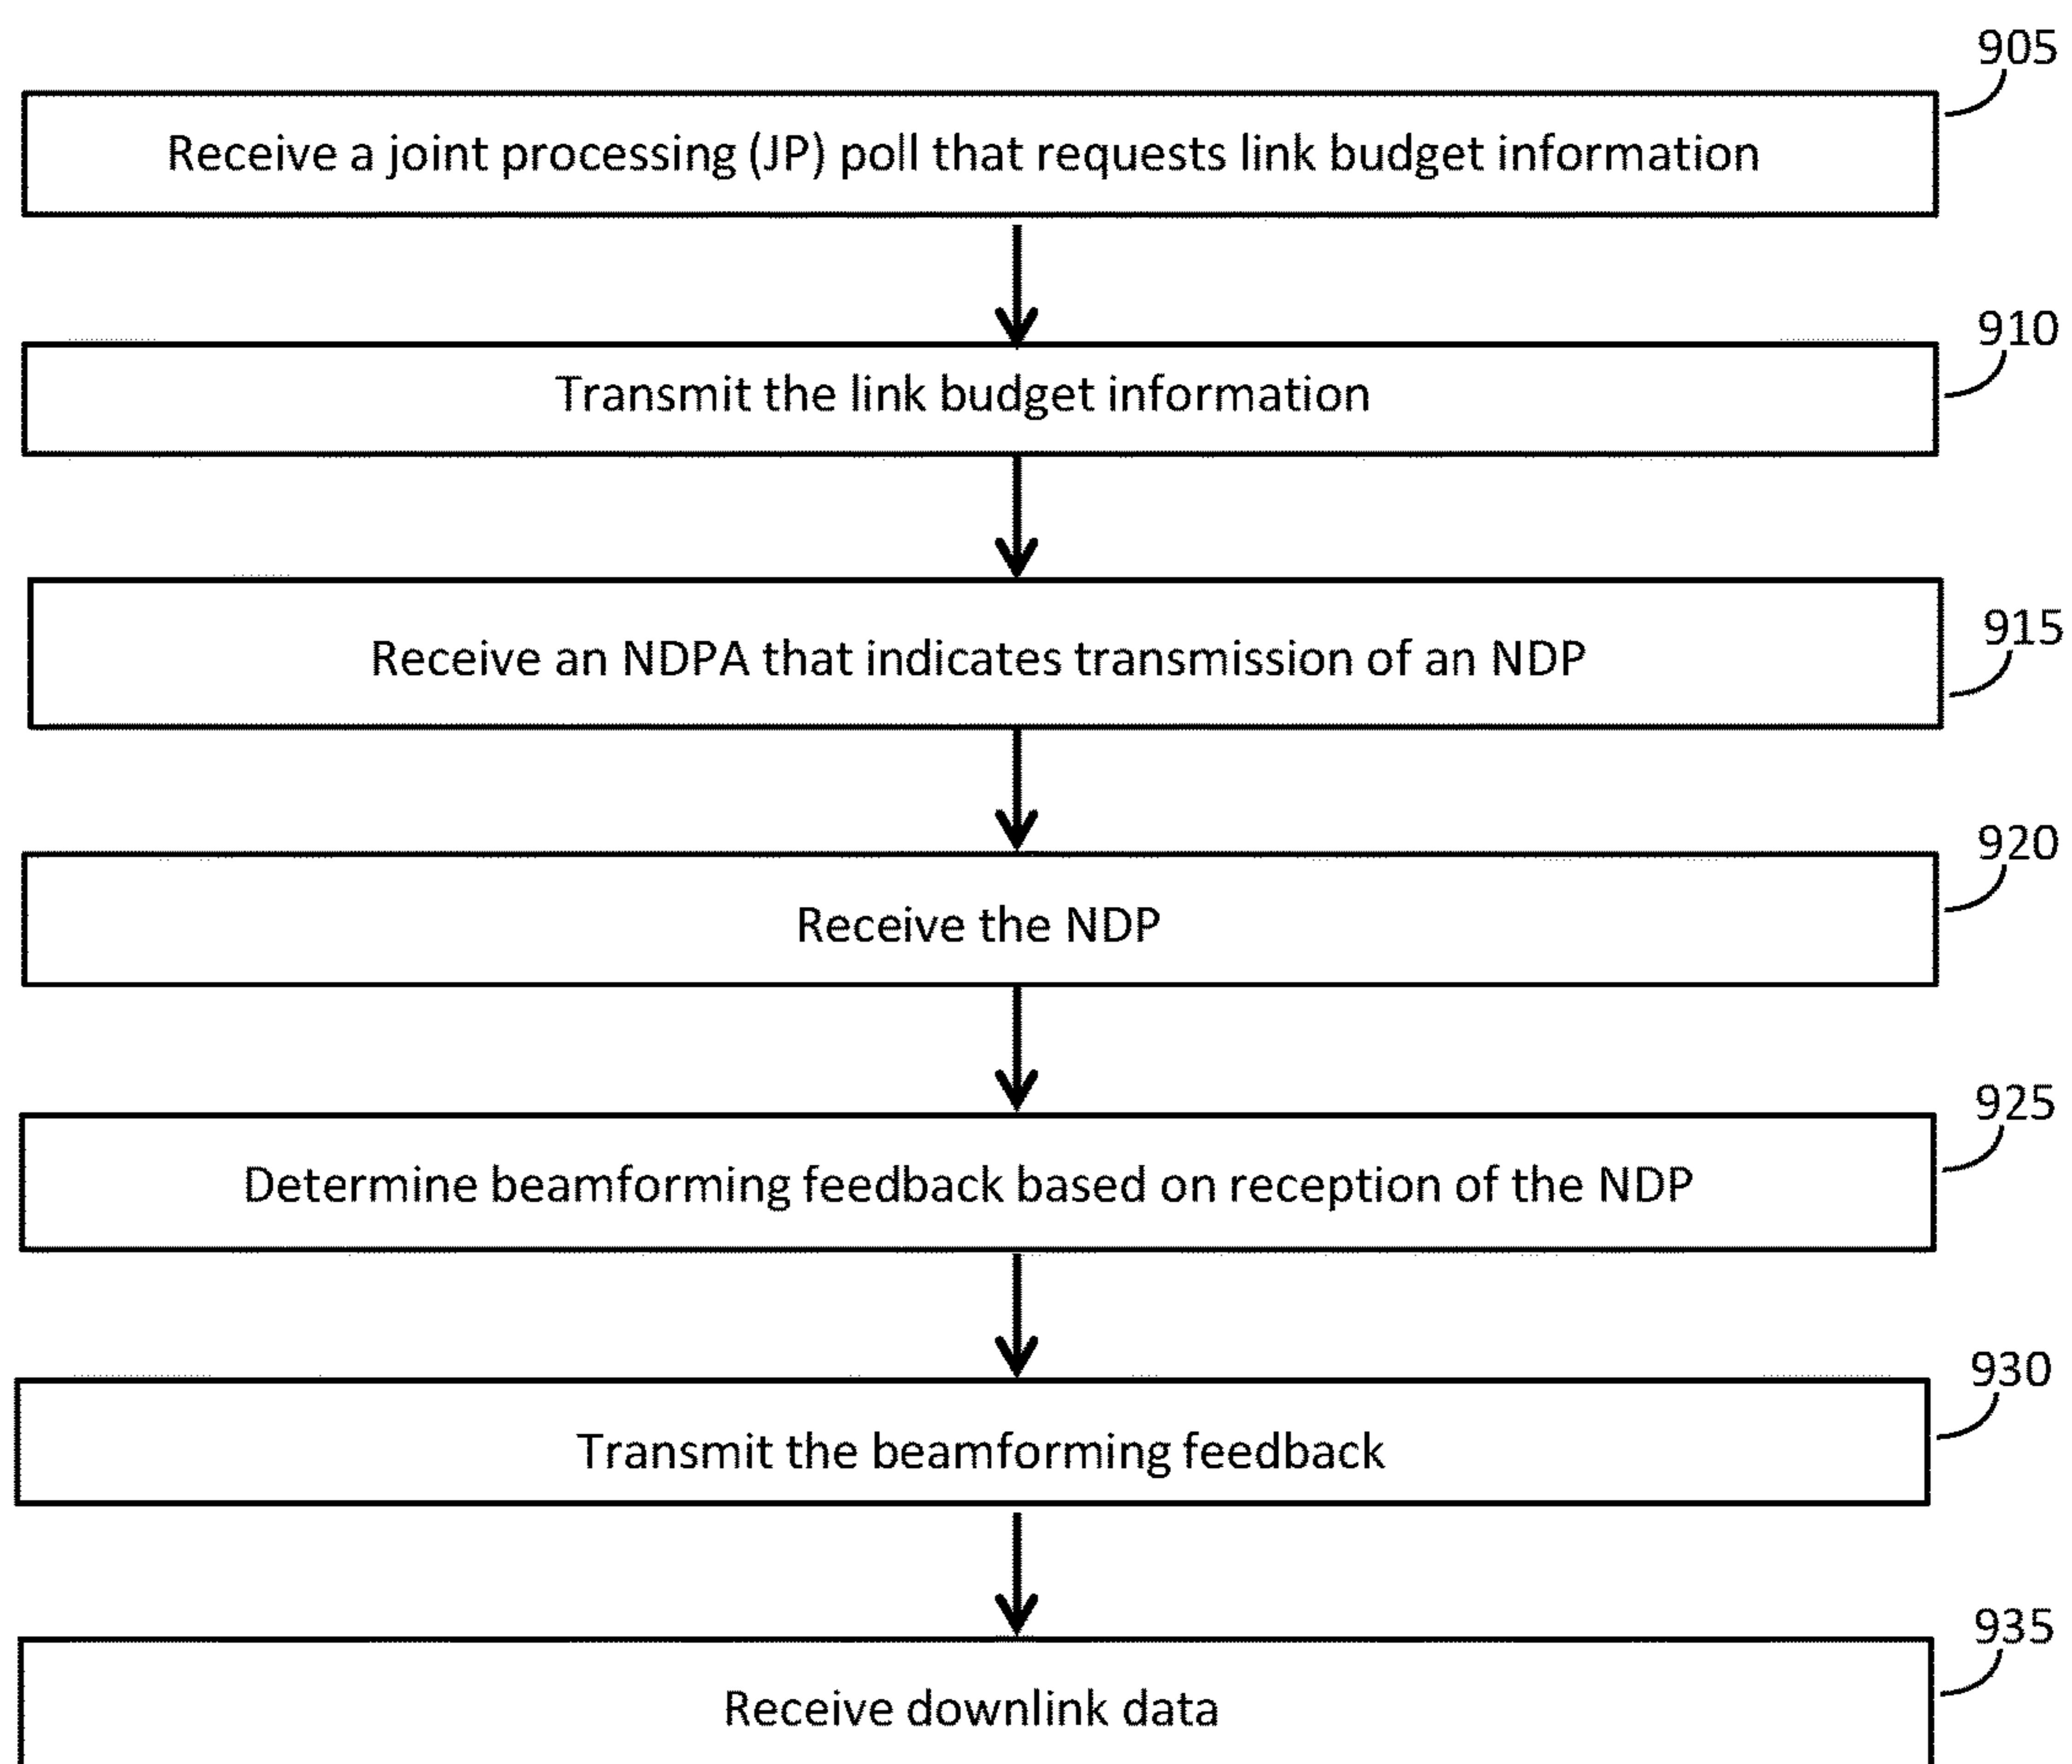 905
Receive a joint processing (JP) poll that requests link budget information
910
Transmit the link budget information
915
Receive an NDPA that indicates transmission of an NDP
920
Receive the NDP
925
Determine beamforming feedback based on reception of the NDP
930
Transmit the beamforming feedback
935
Receive downlink data